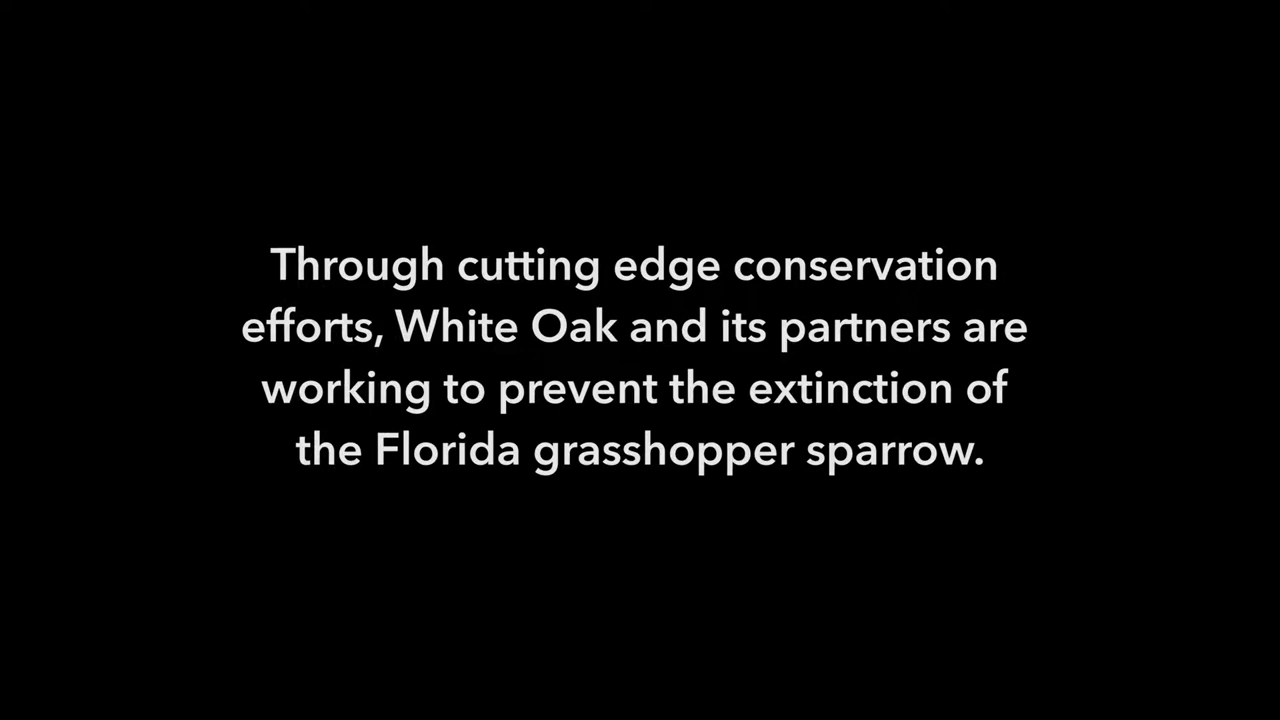 Through cutting edge conservation
efforts, White Oak and its partners are
working to prevent the extinction of
the Florida grasshopper sparrow.